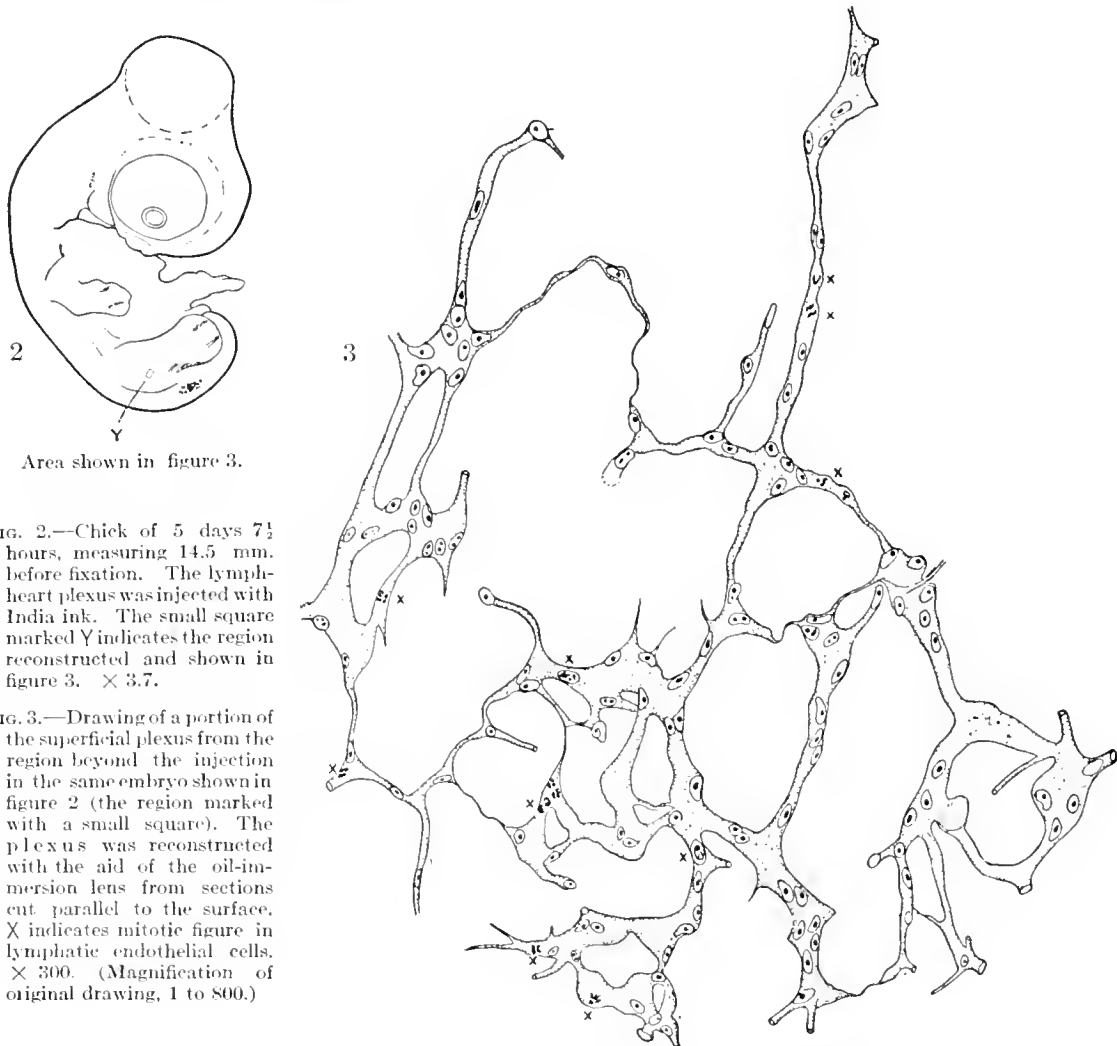 2
Y
Area shown in figure 3.
IG. 2.—Chick of 5 days 7½
hours, measuring 14.5 mm.
before fixation. The lymph-
heart plexus was injected with
India ink. The small square
marked Y indicates the region
reconstructed and shown in
figure 3. × 3.7.
IG. 3.—Drawing of a portion of
the superficial plexus from the
region beyond the injection
in the same embryo shown in
figure 2 (the region marked
with a small square). The
plexus was reconstructed
with the aid of the oil-im-
mersion lens from sections
cut parallel to the surface.
X indicates mitotic figure in
lymphatic endothelial cells.
× 300. (Magnification of
original drawing, 1 to 800.)
3
x
x
x
x
x
x
x
x
x
x